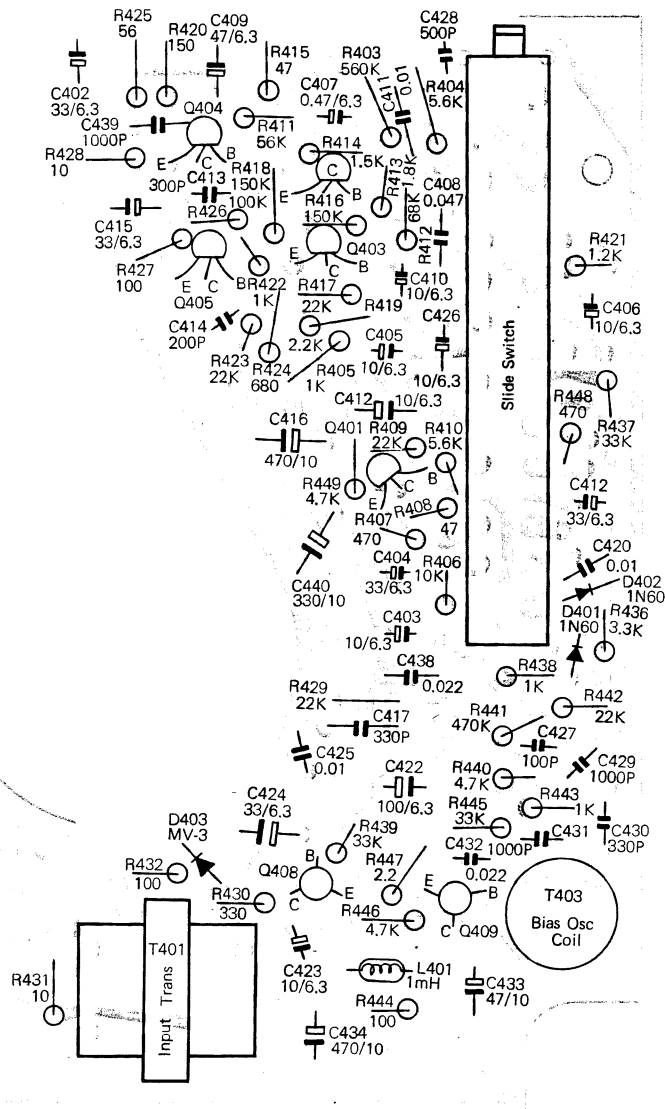 R425
56
R420
150
C409
47/6.3
R415
47
C428
500P
R403
560K
C411
0.01
R404
5.6K
C402
33/6.3
C407
0.47/6.3
Q404
C439
1000P
R411
56K
R414
1.5K
R428
10
E
C
B
R418
150K
300P
C413
100K
E
C
B
R413
1.8K
C408
0.047
68K
R412
R426
R416
150K
C415
33/6.3
R427
100
E
C
B
Q405
R422
1K
E
C
B
Q403
R421
1.2K
C410
10/6.3
R417
22K
R419
2.2K
C406
10/6.3
C426
10/6.3
C414
200P
C405
10/6.3
R423
22K
R424
680
R405
1K
Slide Switch
R448
470
R437
33K
C412
10/6.3
C416
470/10
Q401
R409
22K
R410
5.6K
B
C
E
R449
4.7K
R408
47
R407
470
C412
33/6.3
C440
330/10
C404
33/6.3
R406
10K
C420
0.01
D402
1N60
D401
1N60
R436
3.3K
C403
10/6.3
C438
0.022
R438
1K
R429
22K
R442
22K
R441
470K
C417
330P
C427
100P
C425
0.01
C429
1000P
R440
4.7K
C422
100/6.3
C424
33/6.3
R443
1K
R445
33K
D403
MV-3
R439
33K
C431
1000P
C430
330P
C432
0.022
R432
100
Q408
B
C
E
R447
2.2
E
B
C
Q409
T403
Bias Osc
Coil
R430
330
R446
4.7K
T401
Input Trans
C423
10/6.3
L401
1mH
C433
47/10
R431
10
R444
100
C434
470/10